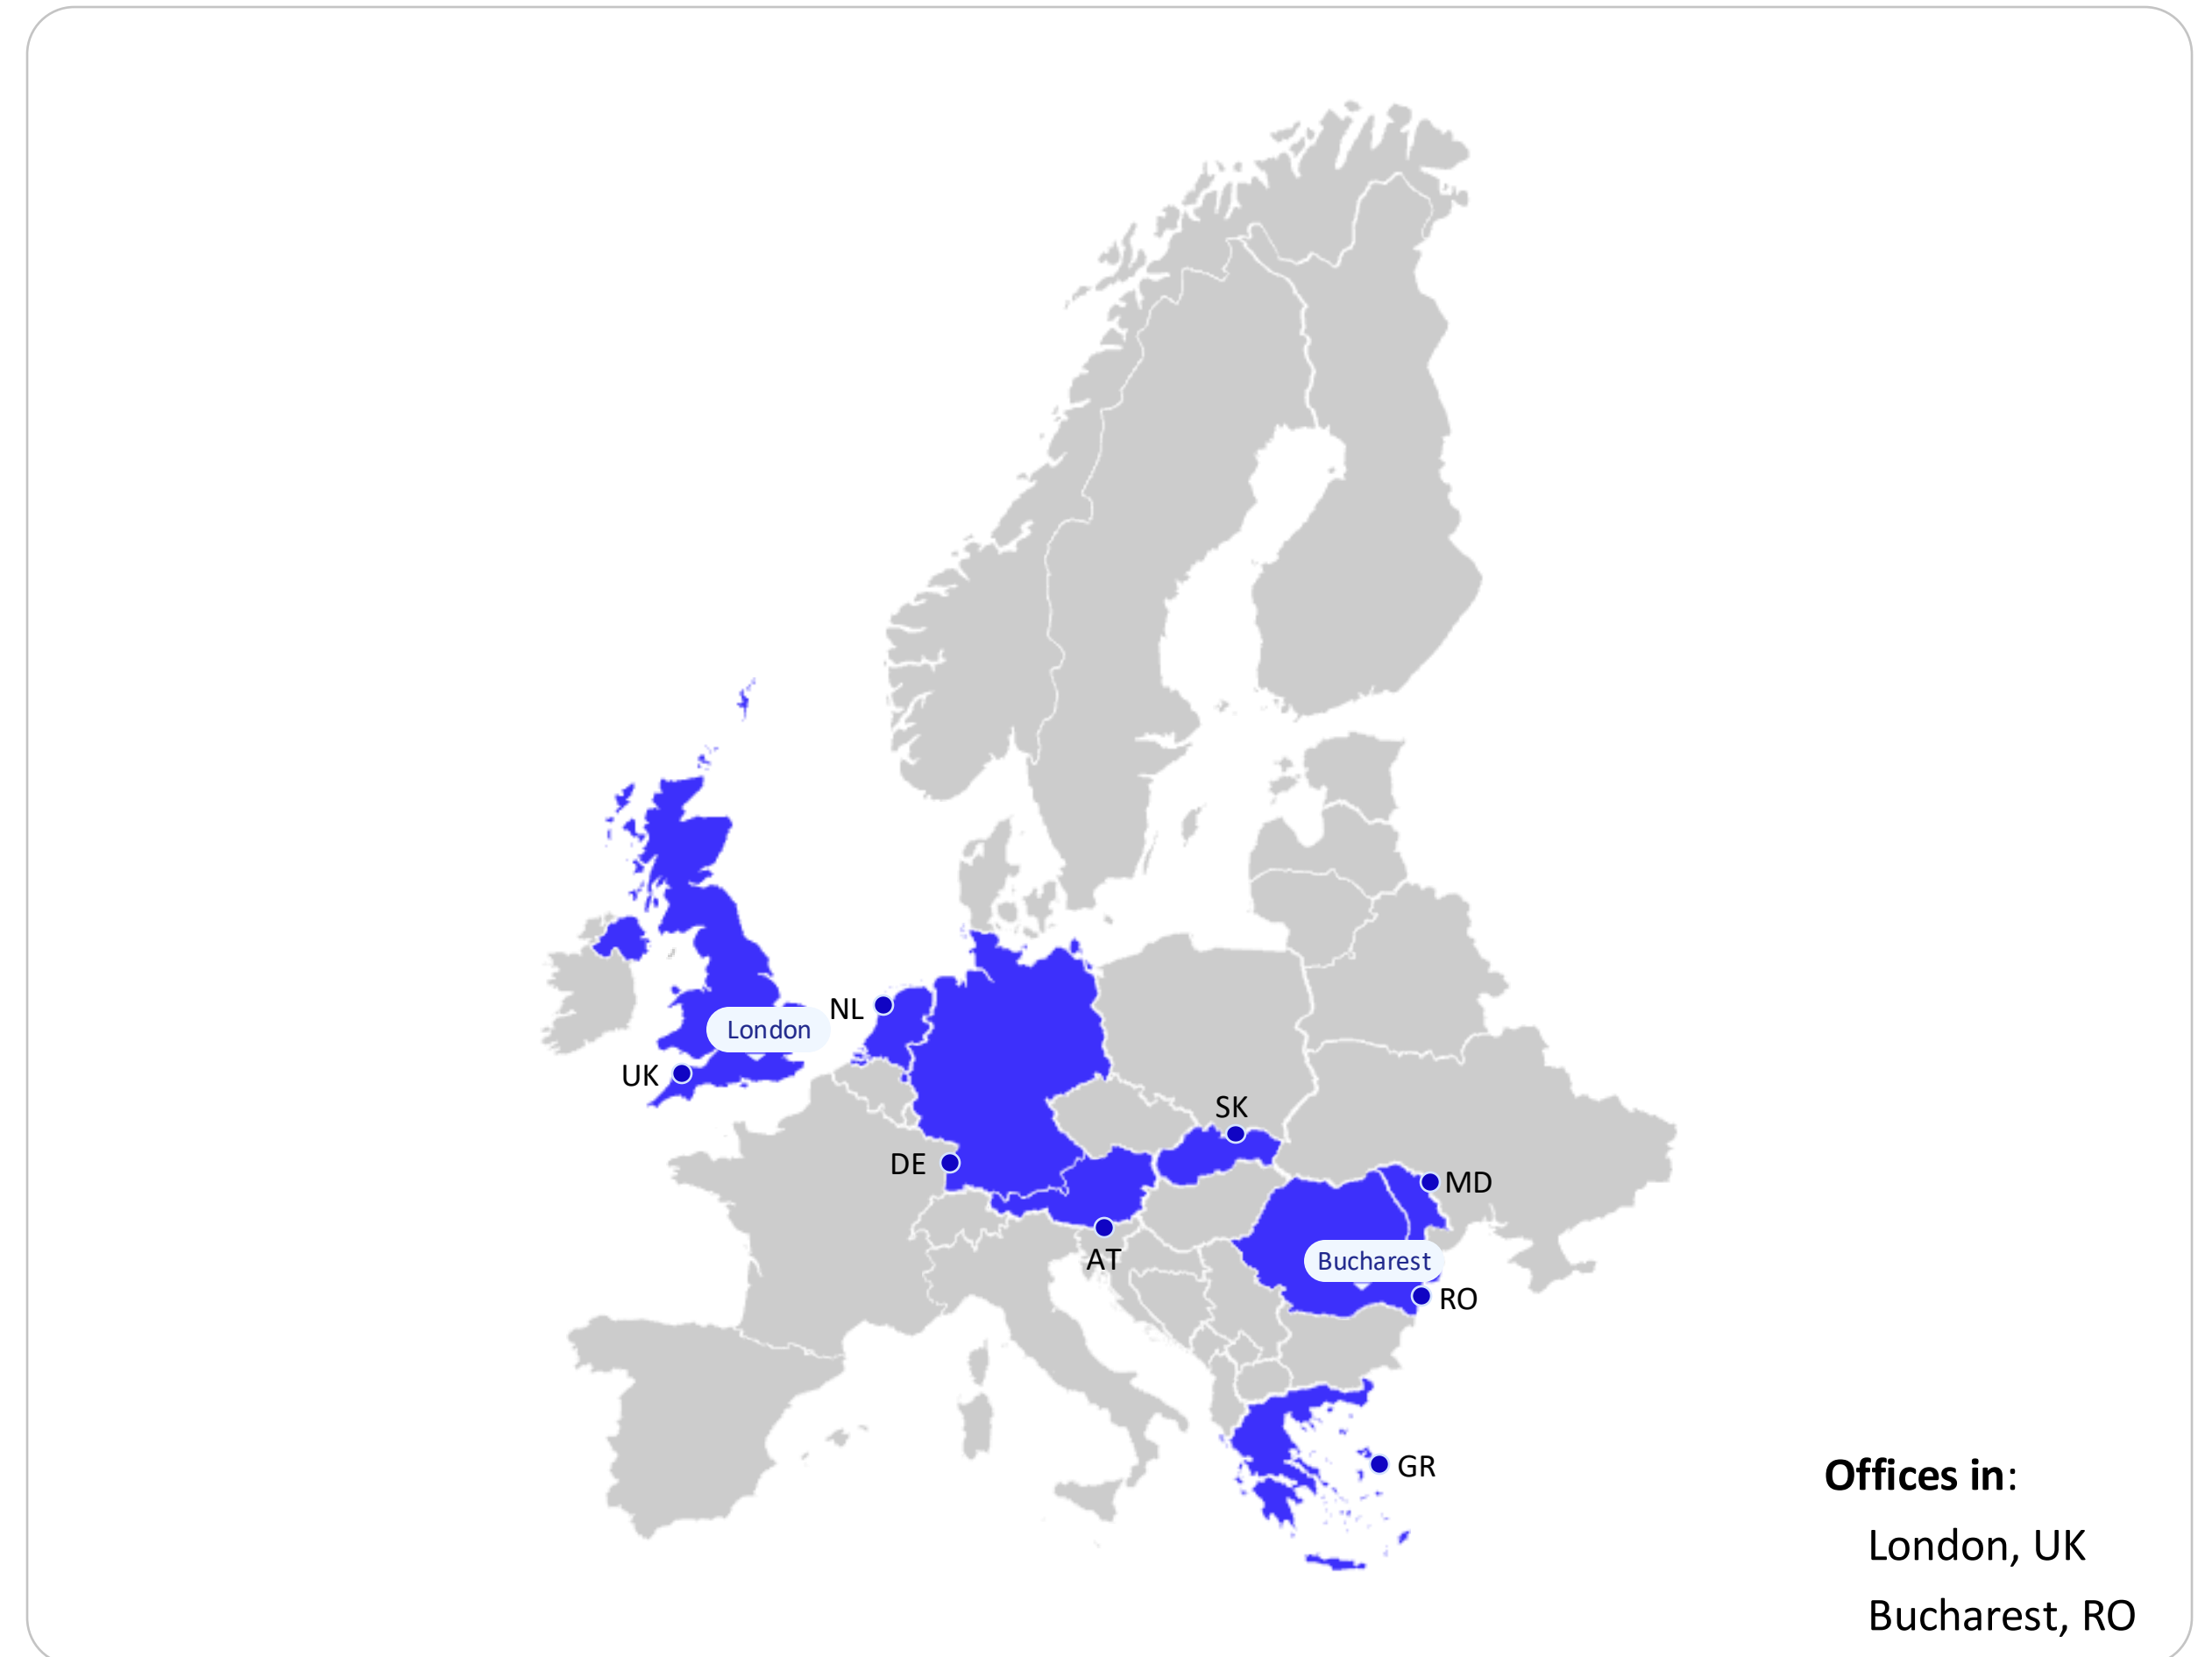 NL
London
UK
SK
DE
MD
AT
Bucharest
RO
GR
Offices in:
London, UK
Bucharest, RO